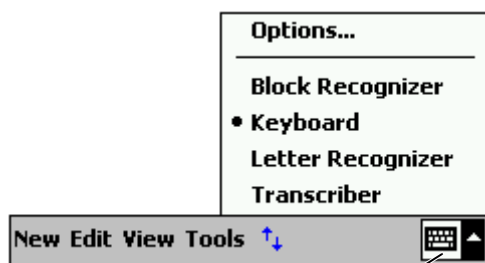 Options...
Block Recognizer
Keyboard
Letter Recognizer
Transcriber
New Edit View Tools